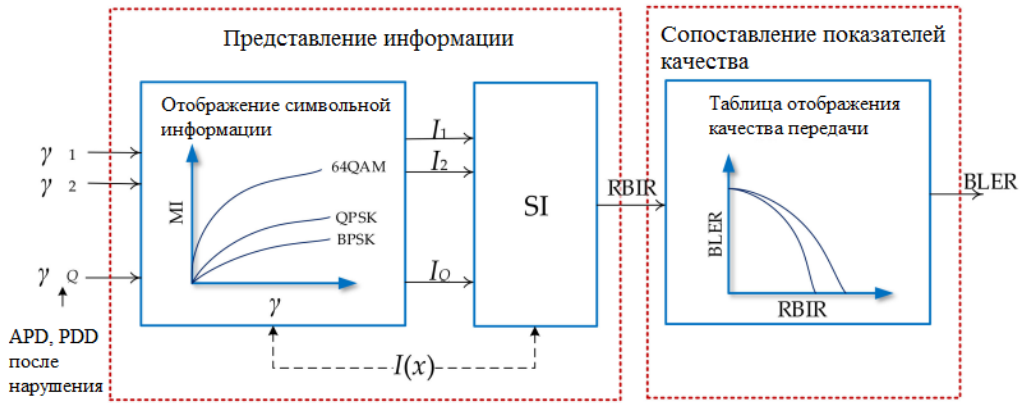 Представление информации
Сопоставление показателей
качества
Отображение символьной
информации
Таблица отображения
качества передачи
γ 1
γ 2
γ Q
APD, PDD
после
нарушения
MI
64QAM
QPSK
BPSK
γ
I1
I2
IQ
SI
I(x)
RBIR
BLER
RBIR
BLER